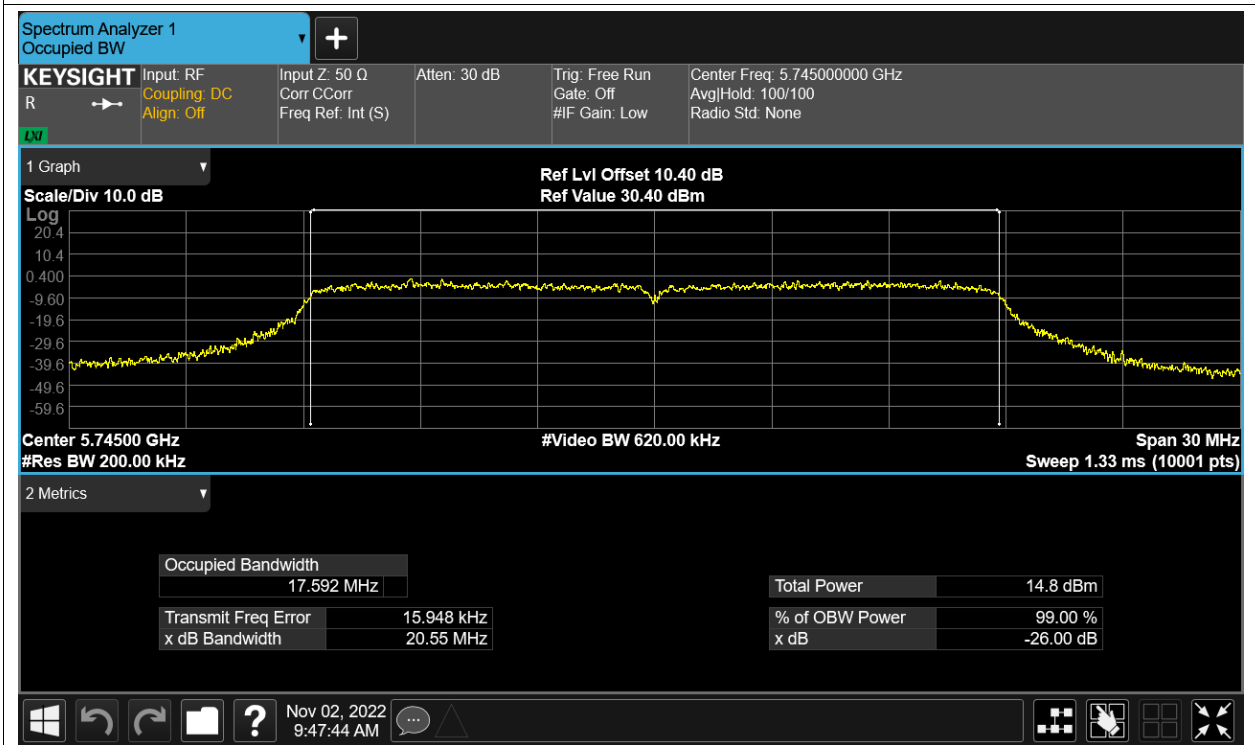 Spectrum Analyzer 1
Occupied BW
KEYSIGHT
R
LXI
Input: RF
Coupling: DC
Align: Off
Input Z: 50 Ω
Corr CCorr
Freq Ref: Int (S)
Atten: 30 dB
Trig: Free Run
Gate: Off
#IF Gain: Low
Center Freq: 5.745000000 GHz
Avg|Hold: 100/100
Radio Std: None
1 Graph
Scale/Div 10.0 dB
Ref Lvl Offset 10.40 dB
Ref Value 30.40 dBm
Log
20.4
10.4
0.400
-9.60
-19.6
-29.6
-39.6
-49.6
-59.6
Center 5.74500 GHz
#Video BW 620.00 kHz
Span 30 MHz
#Res BW 200.00 kHz
Sweep 1.33 ms (10001 pts)
2 Metrics
Occupied Bandwidth
17.592 MHz
Total Power 14.8 dBm
Transmit Freq Error 15.948 kHz
% of OBW Power 99.00 %
x dB Bandwidth 20.55 MHz
x dB -26.00 dB
?
Nov 02, 2022
9:47:44 AM